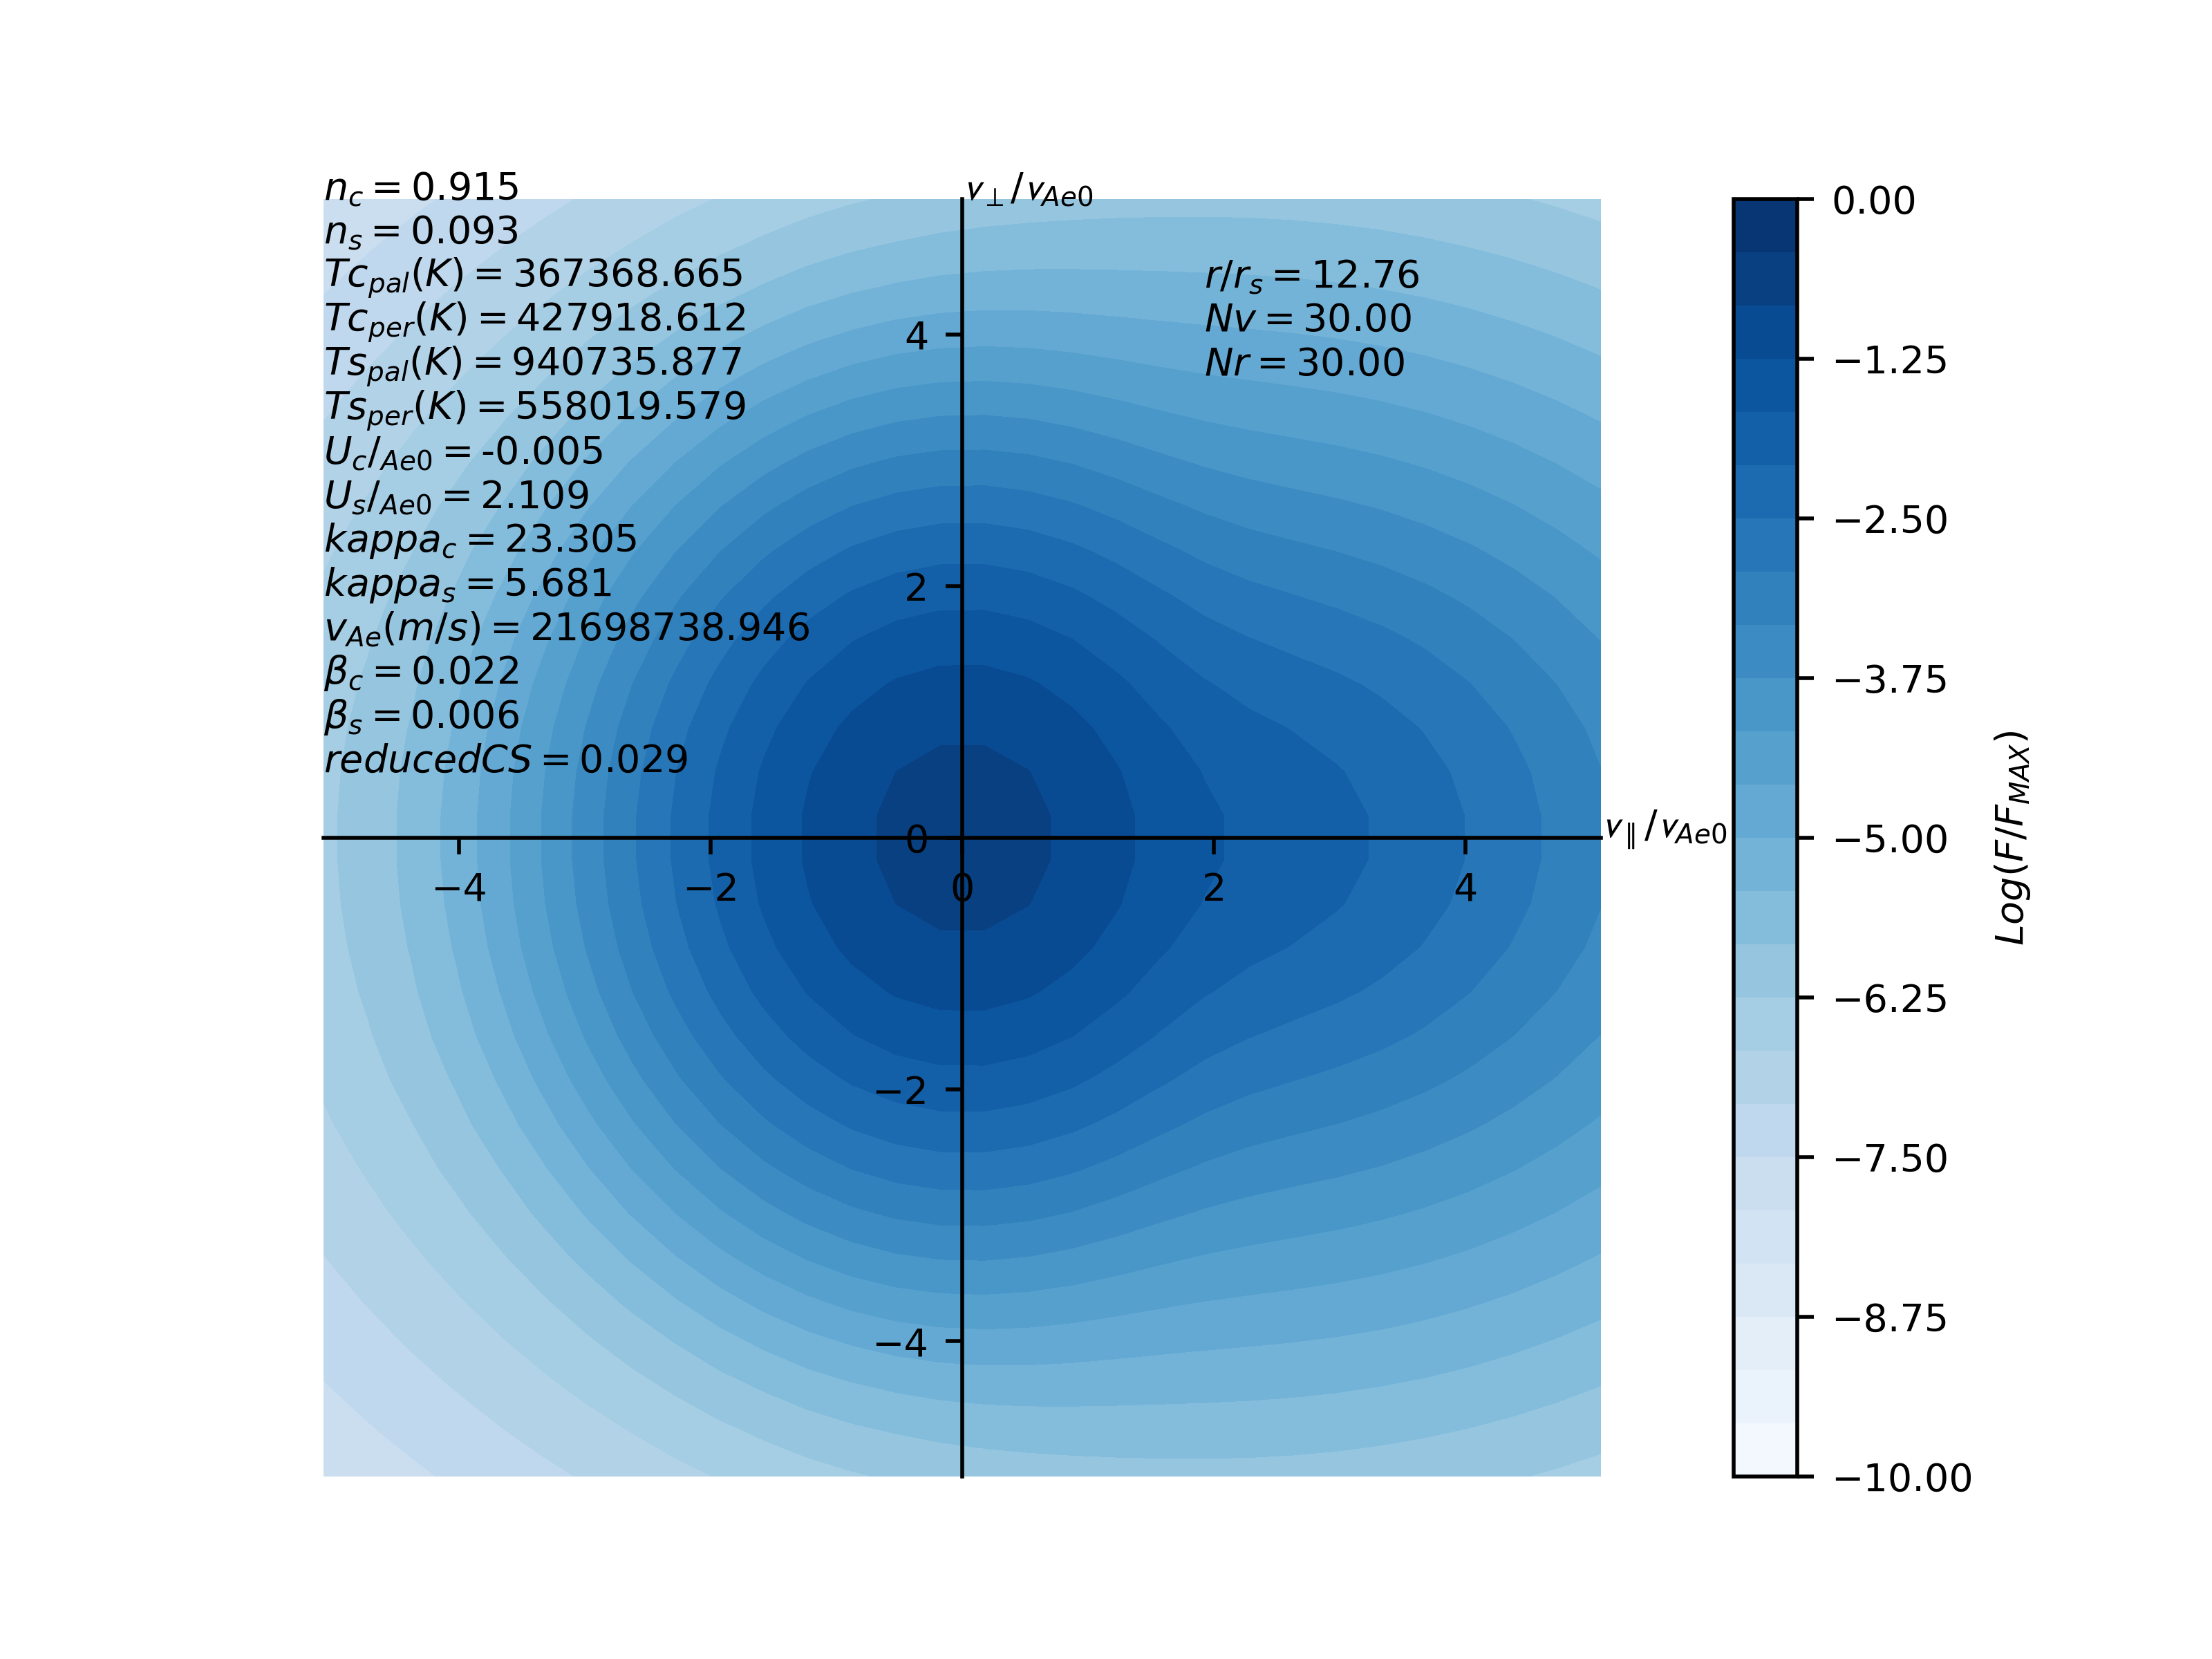 n_c = 0.915
n_s = 0.093
Tc_pal(K) = 367368.665
Tc_per(K) = 427918.612
Ts_pal(K) = 940735.877
Ts_per(K) = 558019.579
U_c/_Ae0 = -0.005
U_s/_Ae0 = 2.109
kappa_c = 23.305
kappa_s = 5.681
v_Ae(m/s) = 21698738.946
β_c = 0.022
β_s = 0.006
reducedCS = 0.029
v_⊥/v_Ae0
r/r_s = 12.76
Nv = 30.00
Nr = 30.00
4
2
0
−2
−4
−4 −2 0 2 4
v_∥/v_Ae0
0.00
−1.25
−2.50
−3.75
−5.00
−6.25
−7.50
−8.75
−10.00
Log(F/F_MAX)